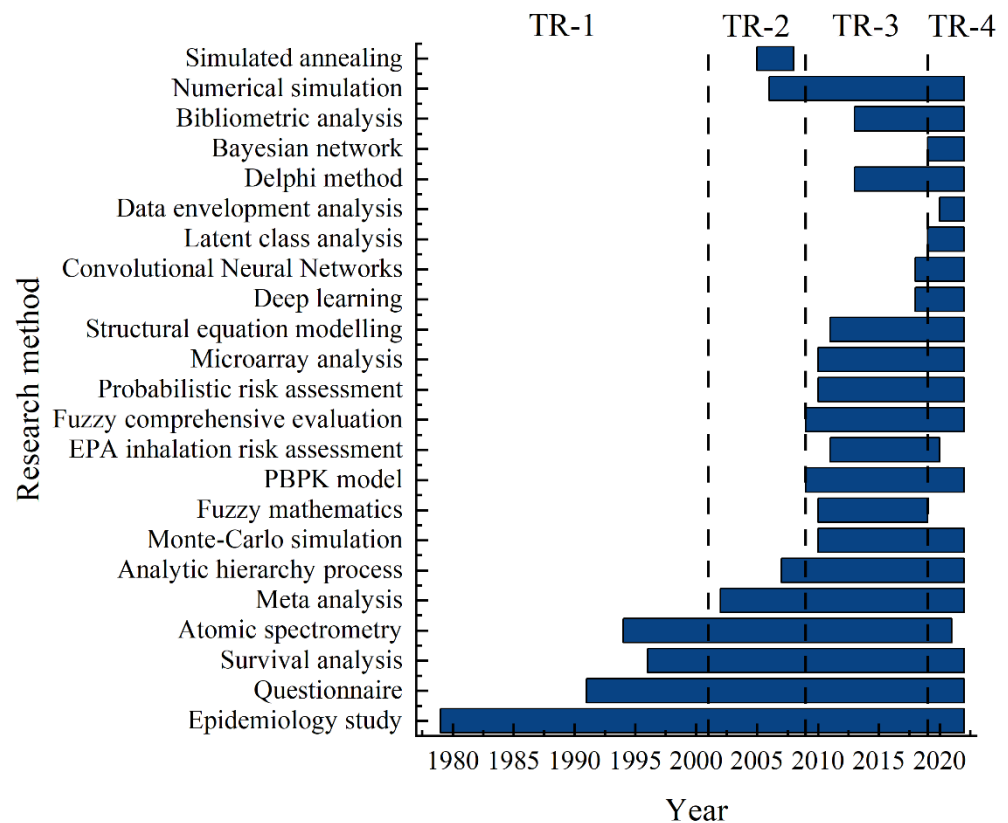 TR-1 TR-2 TR-3 TR-4
Simulated annealing
Numerical simulation
Bibliometric analysis
Bayesian network
Delphi method
Data envelopment analysis
Latent class analysis
Convolutional Neural Networks
Deep learning
Structural equation modelling
Microarray analysis
Probabilistic risk assessment
Fuzzy comprehensive evaluation
EPA inhalation risk assessment
PBPK model
Fuzzy mathematics
Monte-Carlo simulation
Analytic hierarchy process
Meta analysis
Atomic spectrometry
Survival analysis
Questionnaire
Epidemiology study
Research method
1980 1985 1990 1995 2000 2005 2010 2015 2020
Year